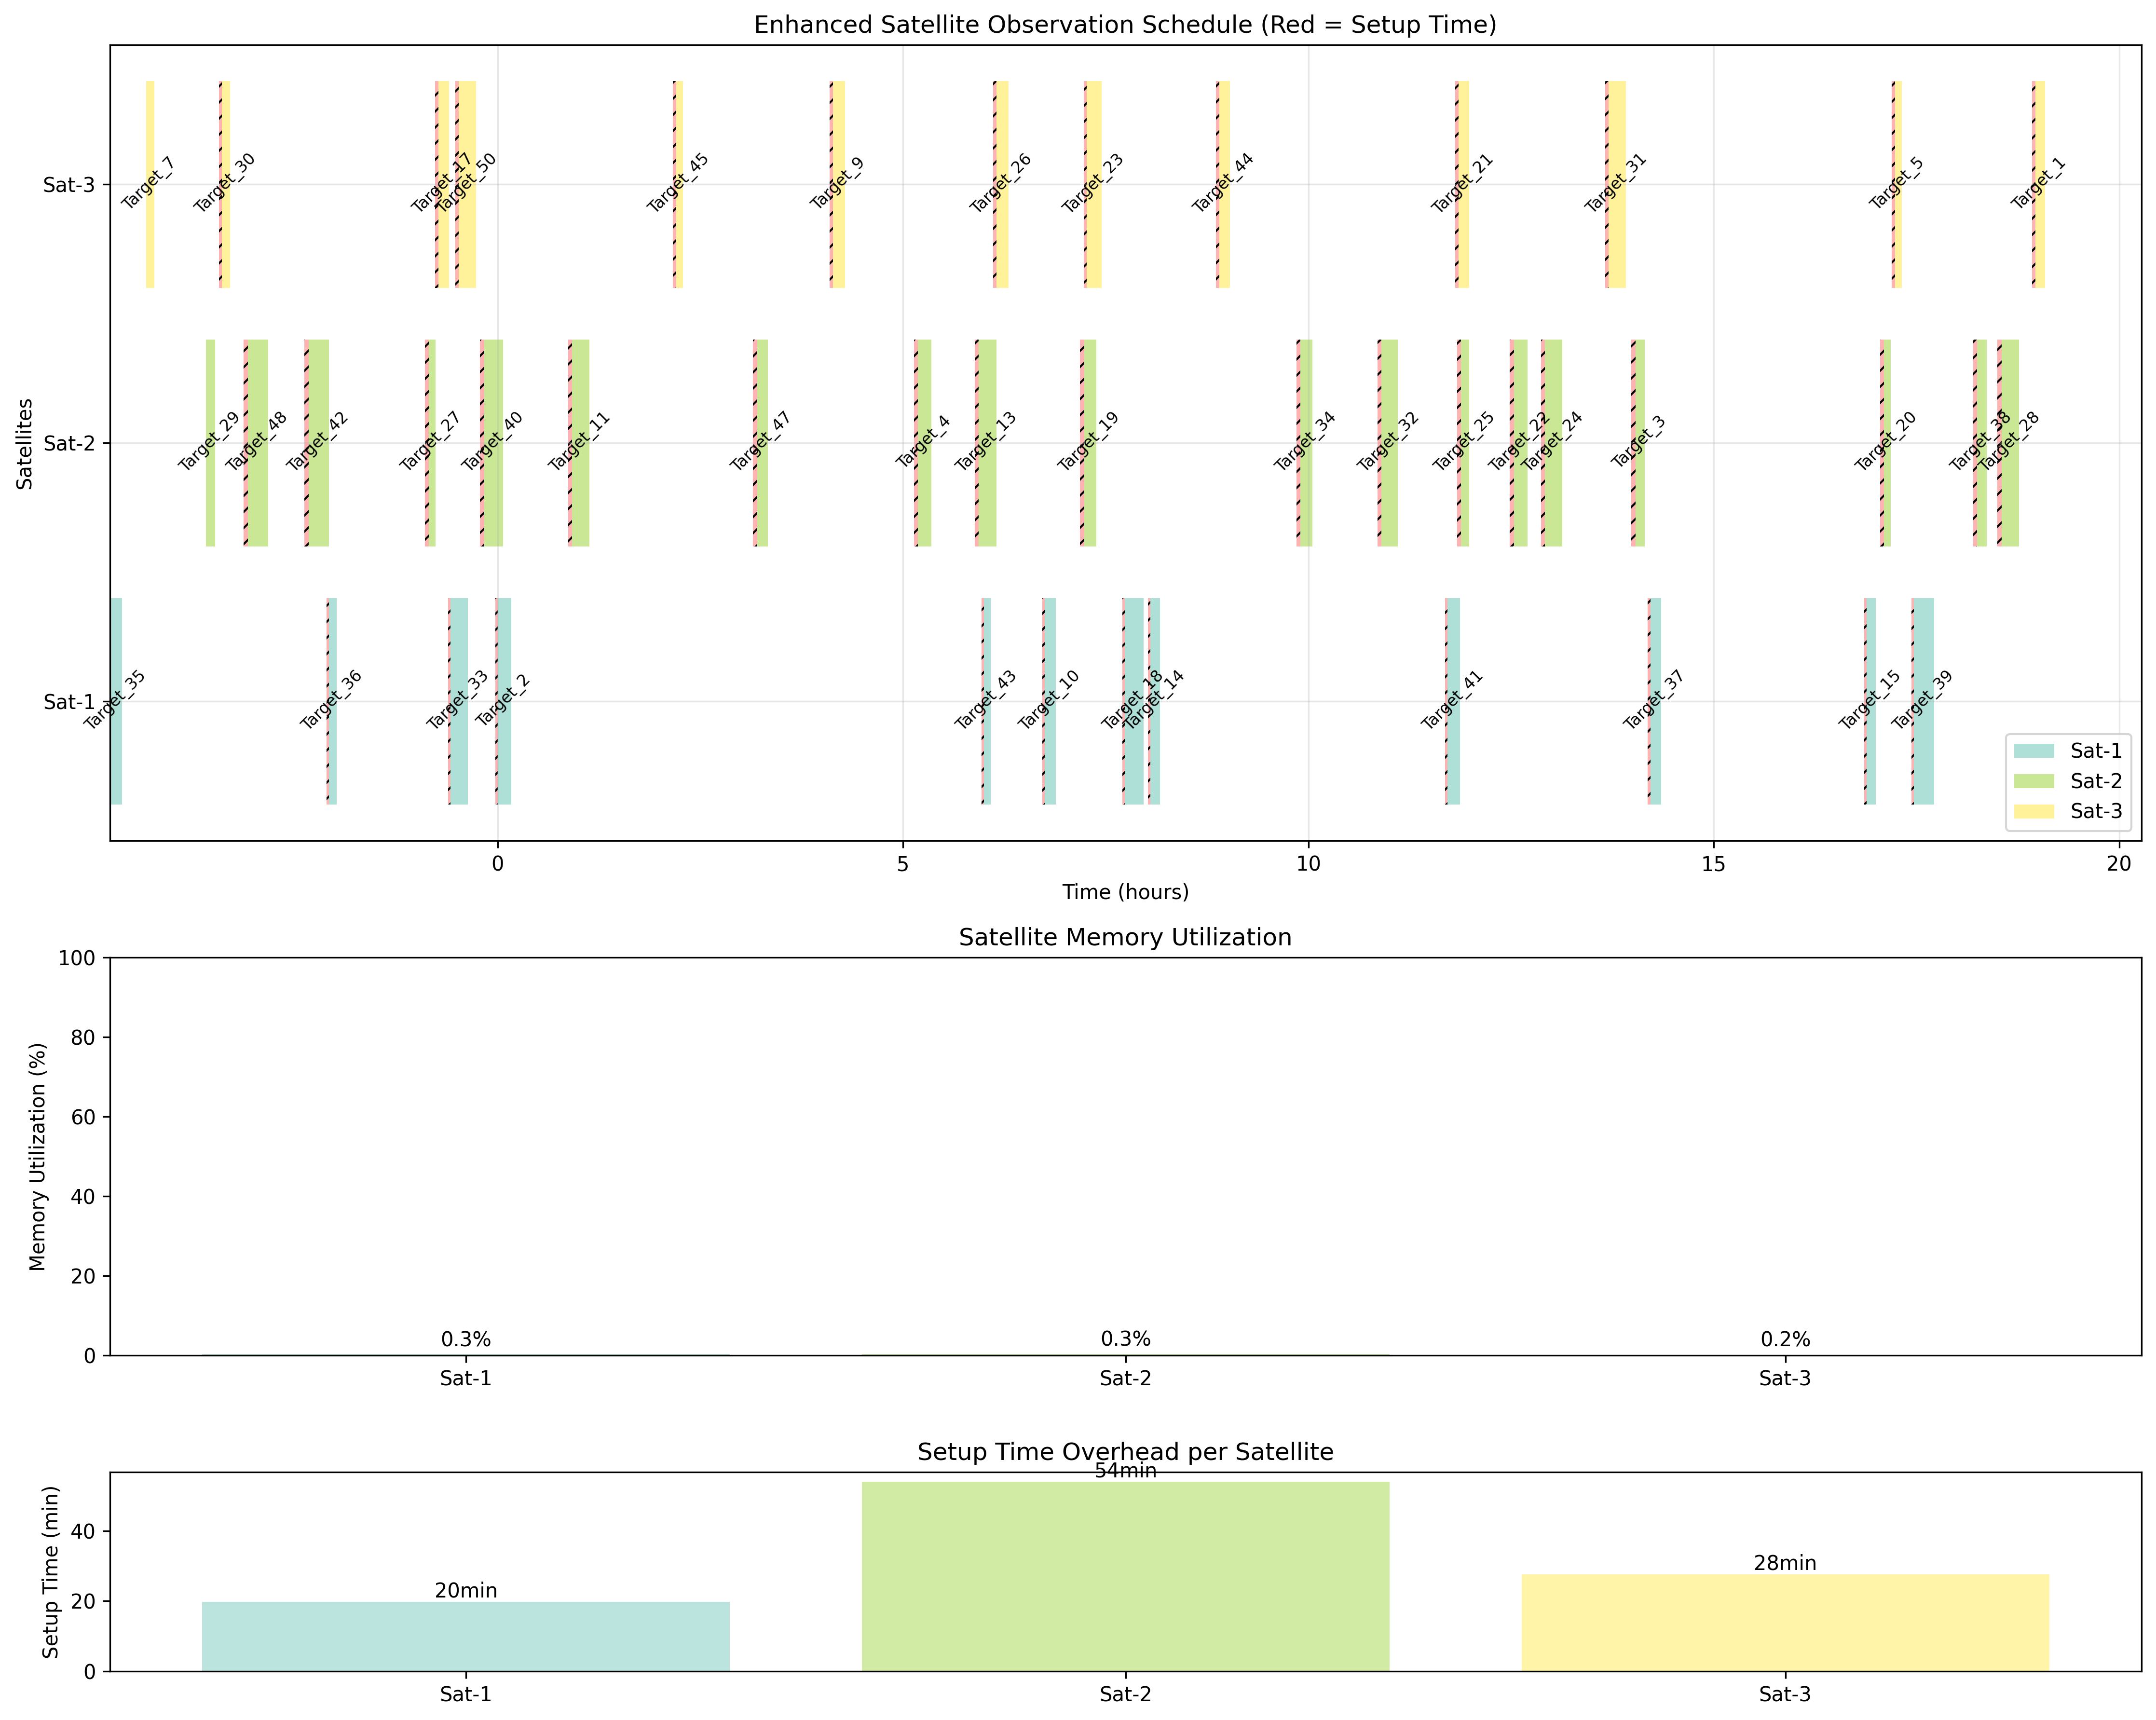 Enhanced Satellite Observation Schedule (Red = Setup Time)
Satellites
Sat-3
Target_7
Target_30
Target_17
Target_50
Target_45
Target_9
Target_26
Target_23
Target_44
Target_21
Target_31
Target_5
Target_1
Sat-2
Target_29
Target_48
Target_42
Target_27
Target_40
Target_11
Target_47
Target_4
Target_13
Target_19
Target_34
Target_32
Target_25
Target_22
Target_24
Target_3
Target_20
Target_38
Target_28
Sat-1
Target_35
Target_36
Target_33
Target_2
Target_43
Target_10
Target_18
Target_14
Target_41
Target_37
Target_15
Target_39
Sat-1
Sat-2
Sat-3
0 5 10 15 20
Time (hours)
Satellite Memory Utilization
Memory Utilization (%)
100
80
60
40
20
0
0.3% 0.3% 0.2%
Sat-1 Sat-2 Sat-3
Setup Time Overhead per Satellite
Setup Time (min)
40
20
0
20min
54min
28min
Sat-1 Sat-2 Sat-3